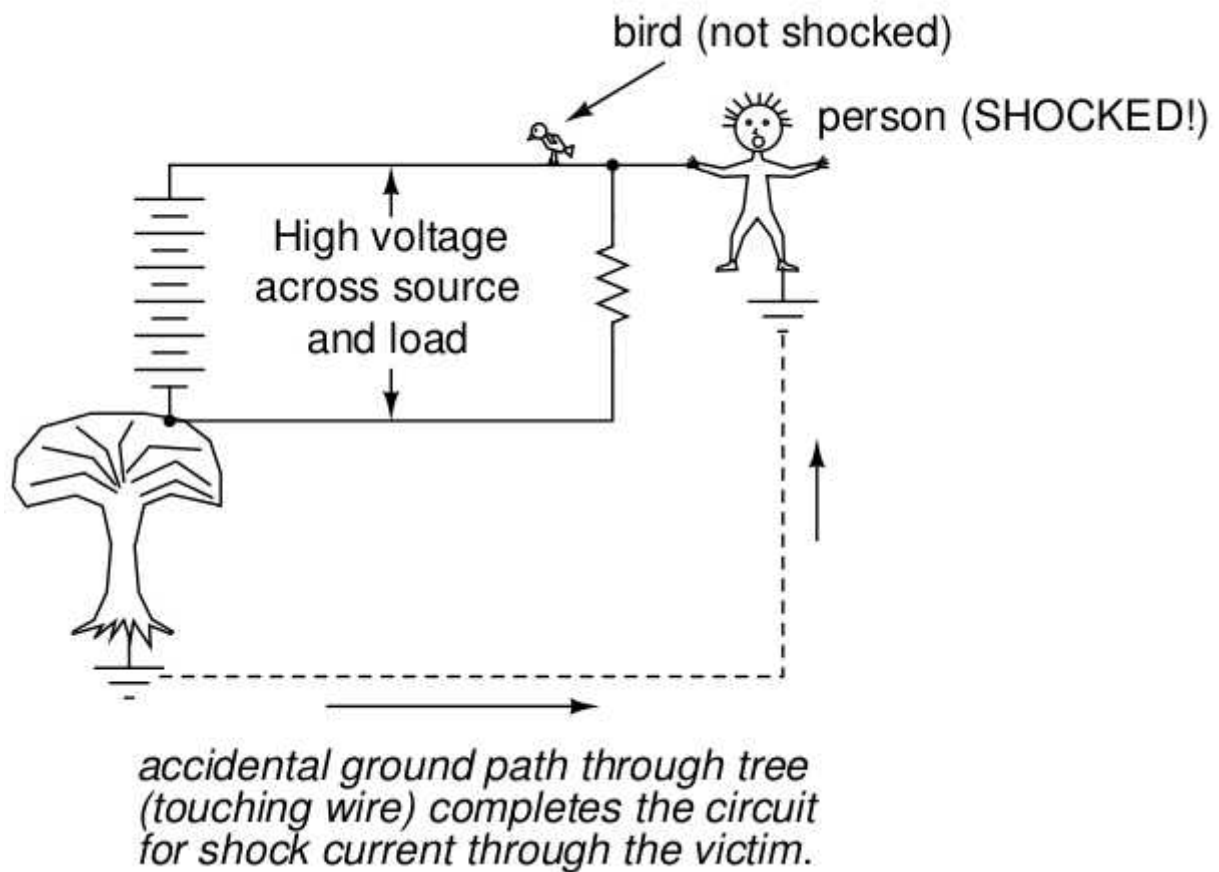 bird (not shocked)
person (SHOCKED!)
High voltage
across source
and load
accidental ground path through tree
(touching wire) completes the circuit
for shock current through the victim.